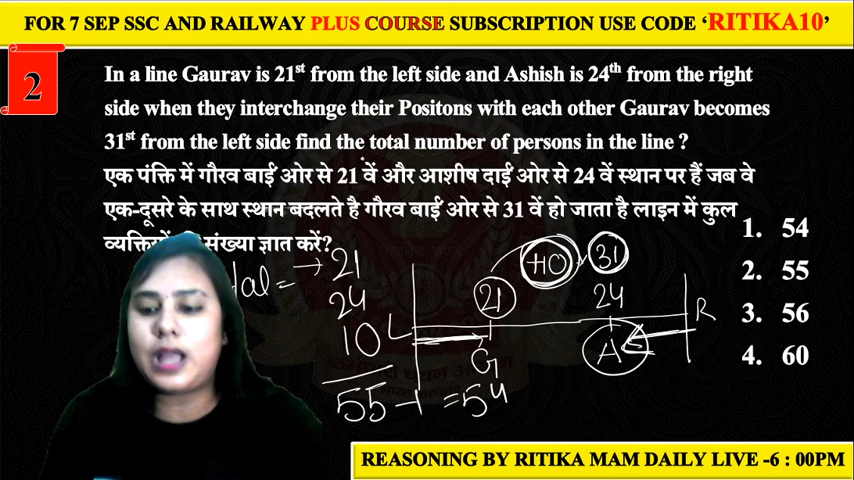 FOR 7 SEP SSC AND RAILWAY PLUS COURSE SUBSCRIPTION USE CODE ‘RITIKA10’
2
In a line Gaurav is 21st from the left side and Ashish is 24th from the right
side when they interchange their Positons with each other Gaurav becomes
31st from the left side find the total number of persons in the line ?
एक पंक्ति में गौरव बाईं ओर से 21 वें और आशीष दाईं ओर से 24 वें स्थान पर हैं जब वे
एक-दूसरे के साथ स्थान बदलते है गौरव बाईं ओर से 31 वें हो जाता है लाइन में कुल
संख्या ज्ञात करें?
1. 54
2. 55
3. 56
4. 60
= → 21
24
10
55-1 = 54
+10 31
21 24
L R
G A
REASONING BY RITIKA MAM DAILY LIVE -6 : 00PM